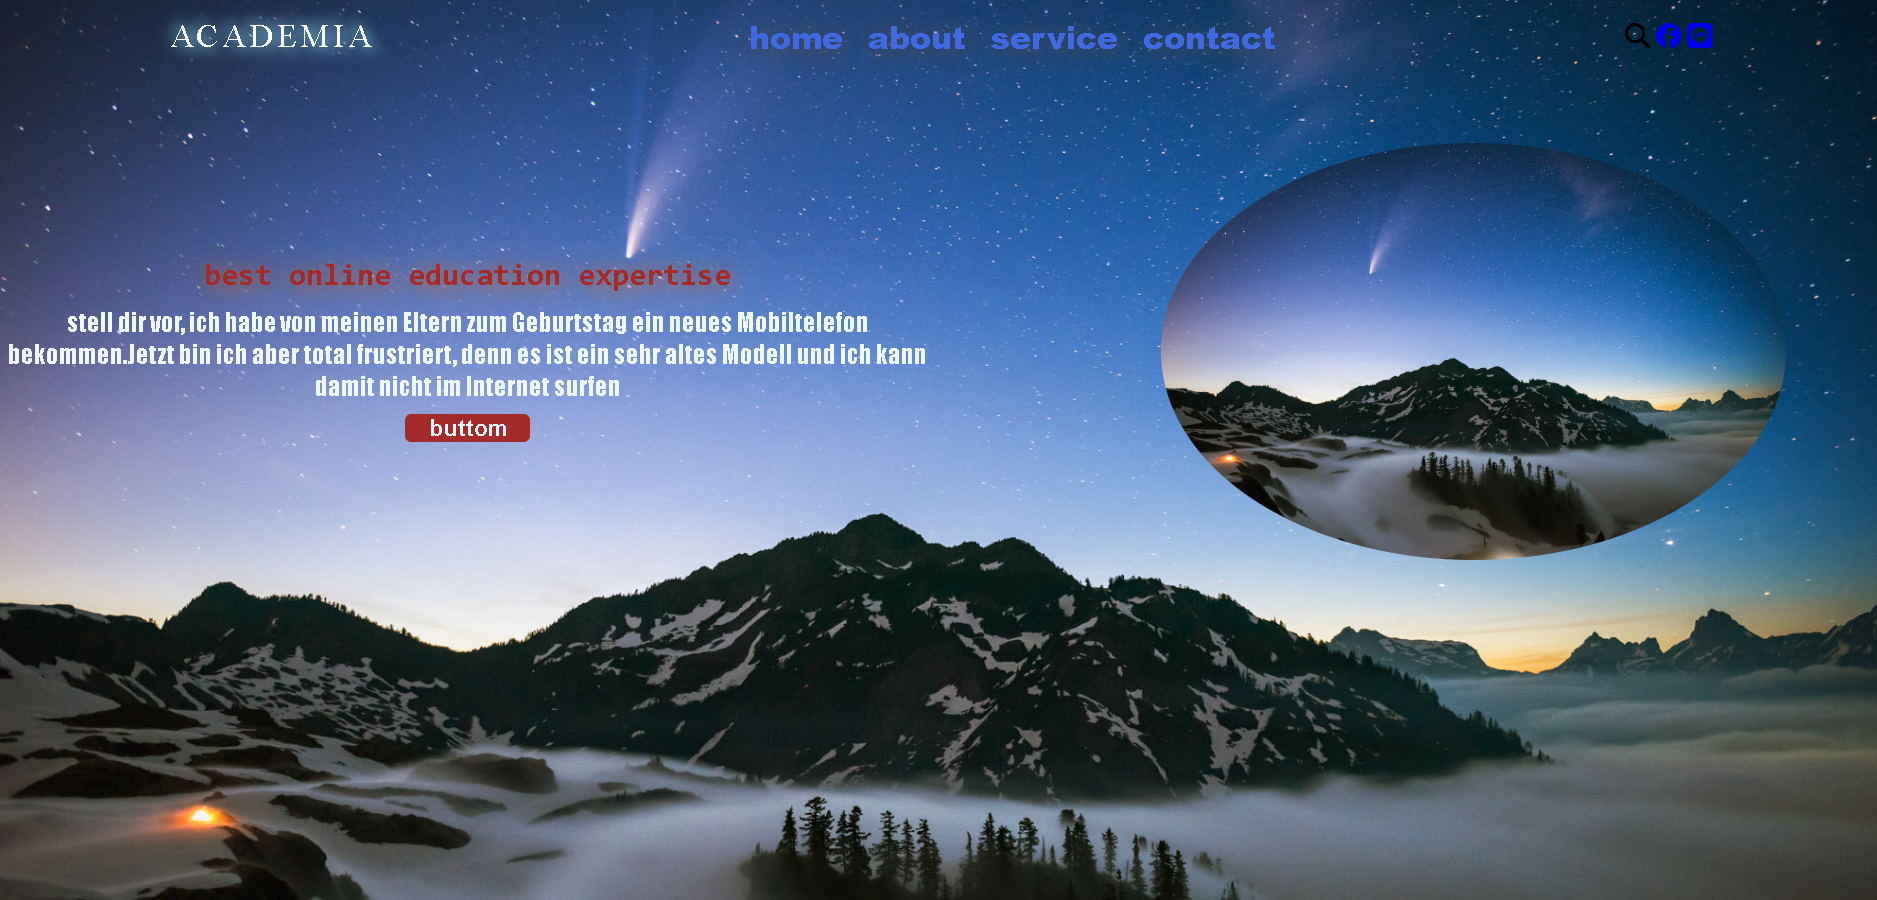 ACADEMIA
home about service contact
best online education expertise
stell dir vor, ich habe von meinen Eltern zum Geburtstag ein neues Mobiltelefon
bekommen.Jetzt bin ich aber total frustriert, denn es ist ein sehr altes Modell und ich kann
damit nicht im Internet surfen
buttom